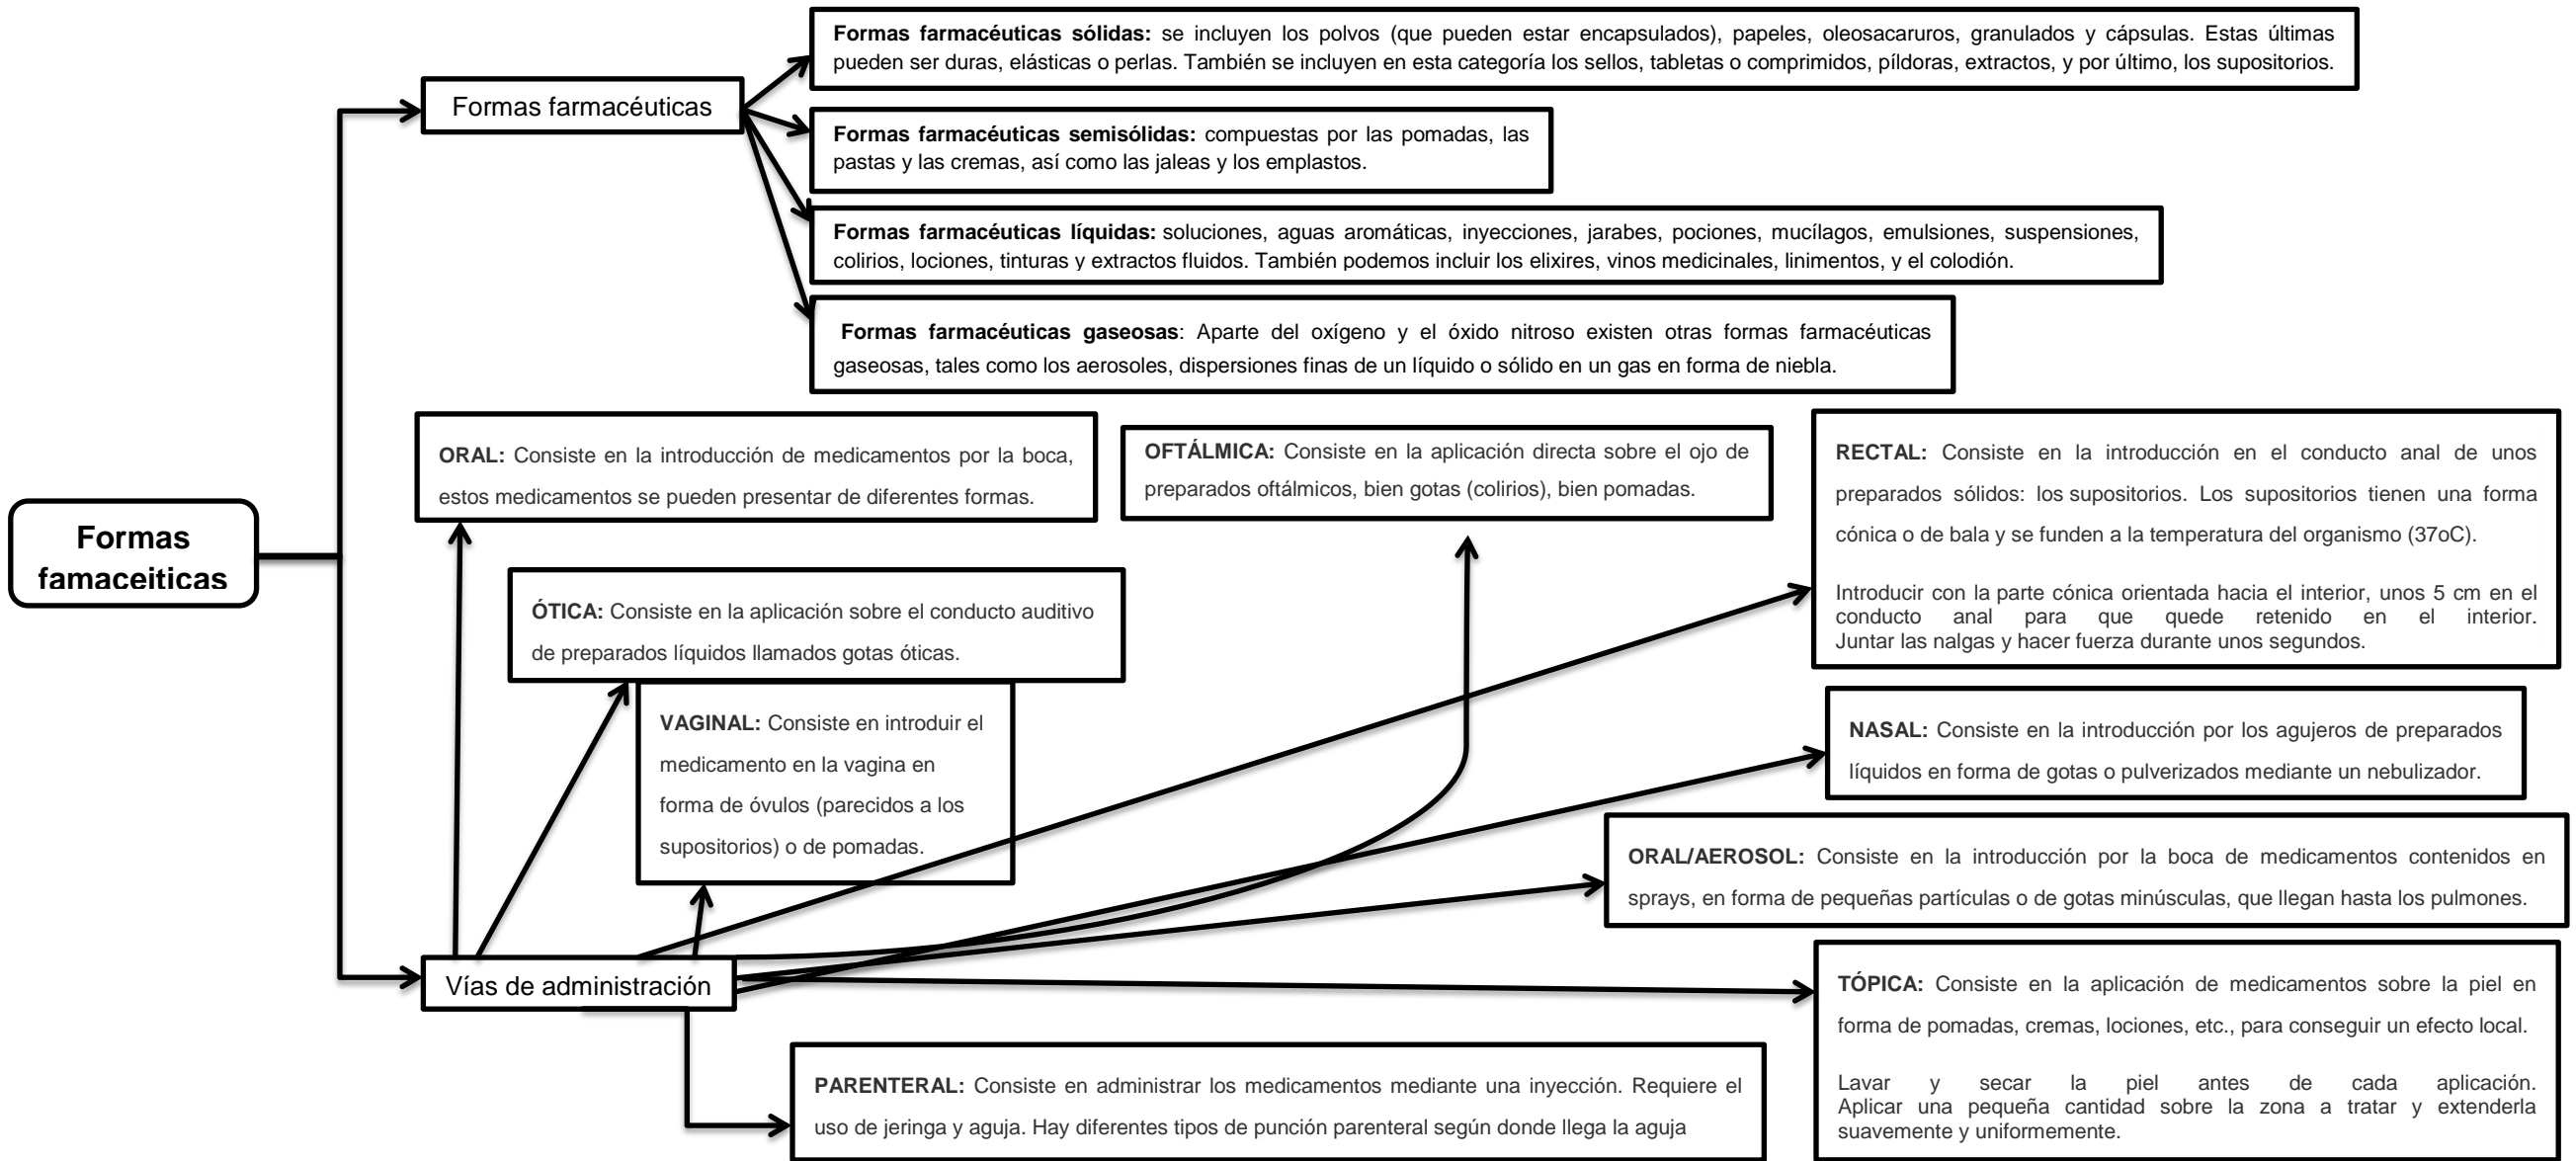 Formas farmacéuticas sólidas: se incluyen los polvos (que pueden estar encapsulados), papeles, oleosacaruros, granulados y cápsulas. Estas últimas
pueden ser duras, elásticas o perlas. También se incluyen en esta categoría los sellos, tabletas o comprimidos, píldoras, extractos, y por último, los supositorios.
Formas farmacéuticas
Formas farmacéuticas semisólidas: compuestas por las pomadas, las
pastas y las cremas, así como las jaleas y los emplastos.
Formas farmacéuticas líquidas: soluciones, aguas aromáticas, inyecciones, jarabes, pociones, mucílagos, emulsiones, suspensiones,
colirios, lociones, tinturas y extractos fluidos. También podemos incluir los elixires, vinos medicinales, linimentos, y el colodión.
Formas farmacéuticas gaseosas: Aparte del oxígeno y el óxido nitroso existen otras formas farmacéuticas
gaseosas, tales como los aerosoles, dispersiones finas de un líquido o sólido en un gas en forma de niebla.
ORAL: Consiste en la introducción de medicamentos por la boca,
estos medicamentos se pueden presentar de diferentes formas.
OFTÁLMICA: Consiste en la aplicación directa sobre el ojo de
preparados oftálmicos, bien gotas (colirios), bien pomadas.
RECTAL: Consiste en la introducción en el conducto anal de unos
preparados sólidos: los supositorios. Los supositorios tienen una forma
cónica o de bala y se funden a la temperatura del organismo (37oC).
Introducir con la parte cónica orientada hacia el interior, unos 5 cm en el
conducto anal para que quede retenido en el interior.
Juntar las nalgas y hacer fuerza durante unos segundos.
Formas
famaceiticas
ÓTICA: Consiste en la aplicación sobre el conducto auditivo
de preparados líquidos llamados gotas óticas.
VAGINAL: Consiste en introducir el
medicamento en la vagina en
forma de óvulos (parecidos a los
supositorios) o de pomadas.
NASAL: Consiste en la introducción por los agujeros de preparados
líquidos en forma de gotas o pulverizados mediante un nebulizador.
ORAL/AEROSOL: Consiste en la introducción por la boca de medicamentos contenidos en
sprays, en forma de pequeñas partículas o de gotas minúsculas, que llegan hasta los pulmones.
Vías de administración
TÓPICA: Consiste en la aplicación de medicamentos sobre la piel en
forma de pomadas, cremas, lociones, etc., para conseguir un efecto local.
Lavar y secar la piel antes de cada aplicación.
Aplicar una pequeña cantidad sobre la zona a tratar y extenderla
suavemente y uniformemente.
PARENTERAL: Consiste en administrar los medicamentos mediante una inyección. Requiere el
uso de jeringa y aguja. Hay diferentes tipos de punción parenteral según donde llega la aguja